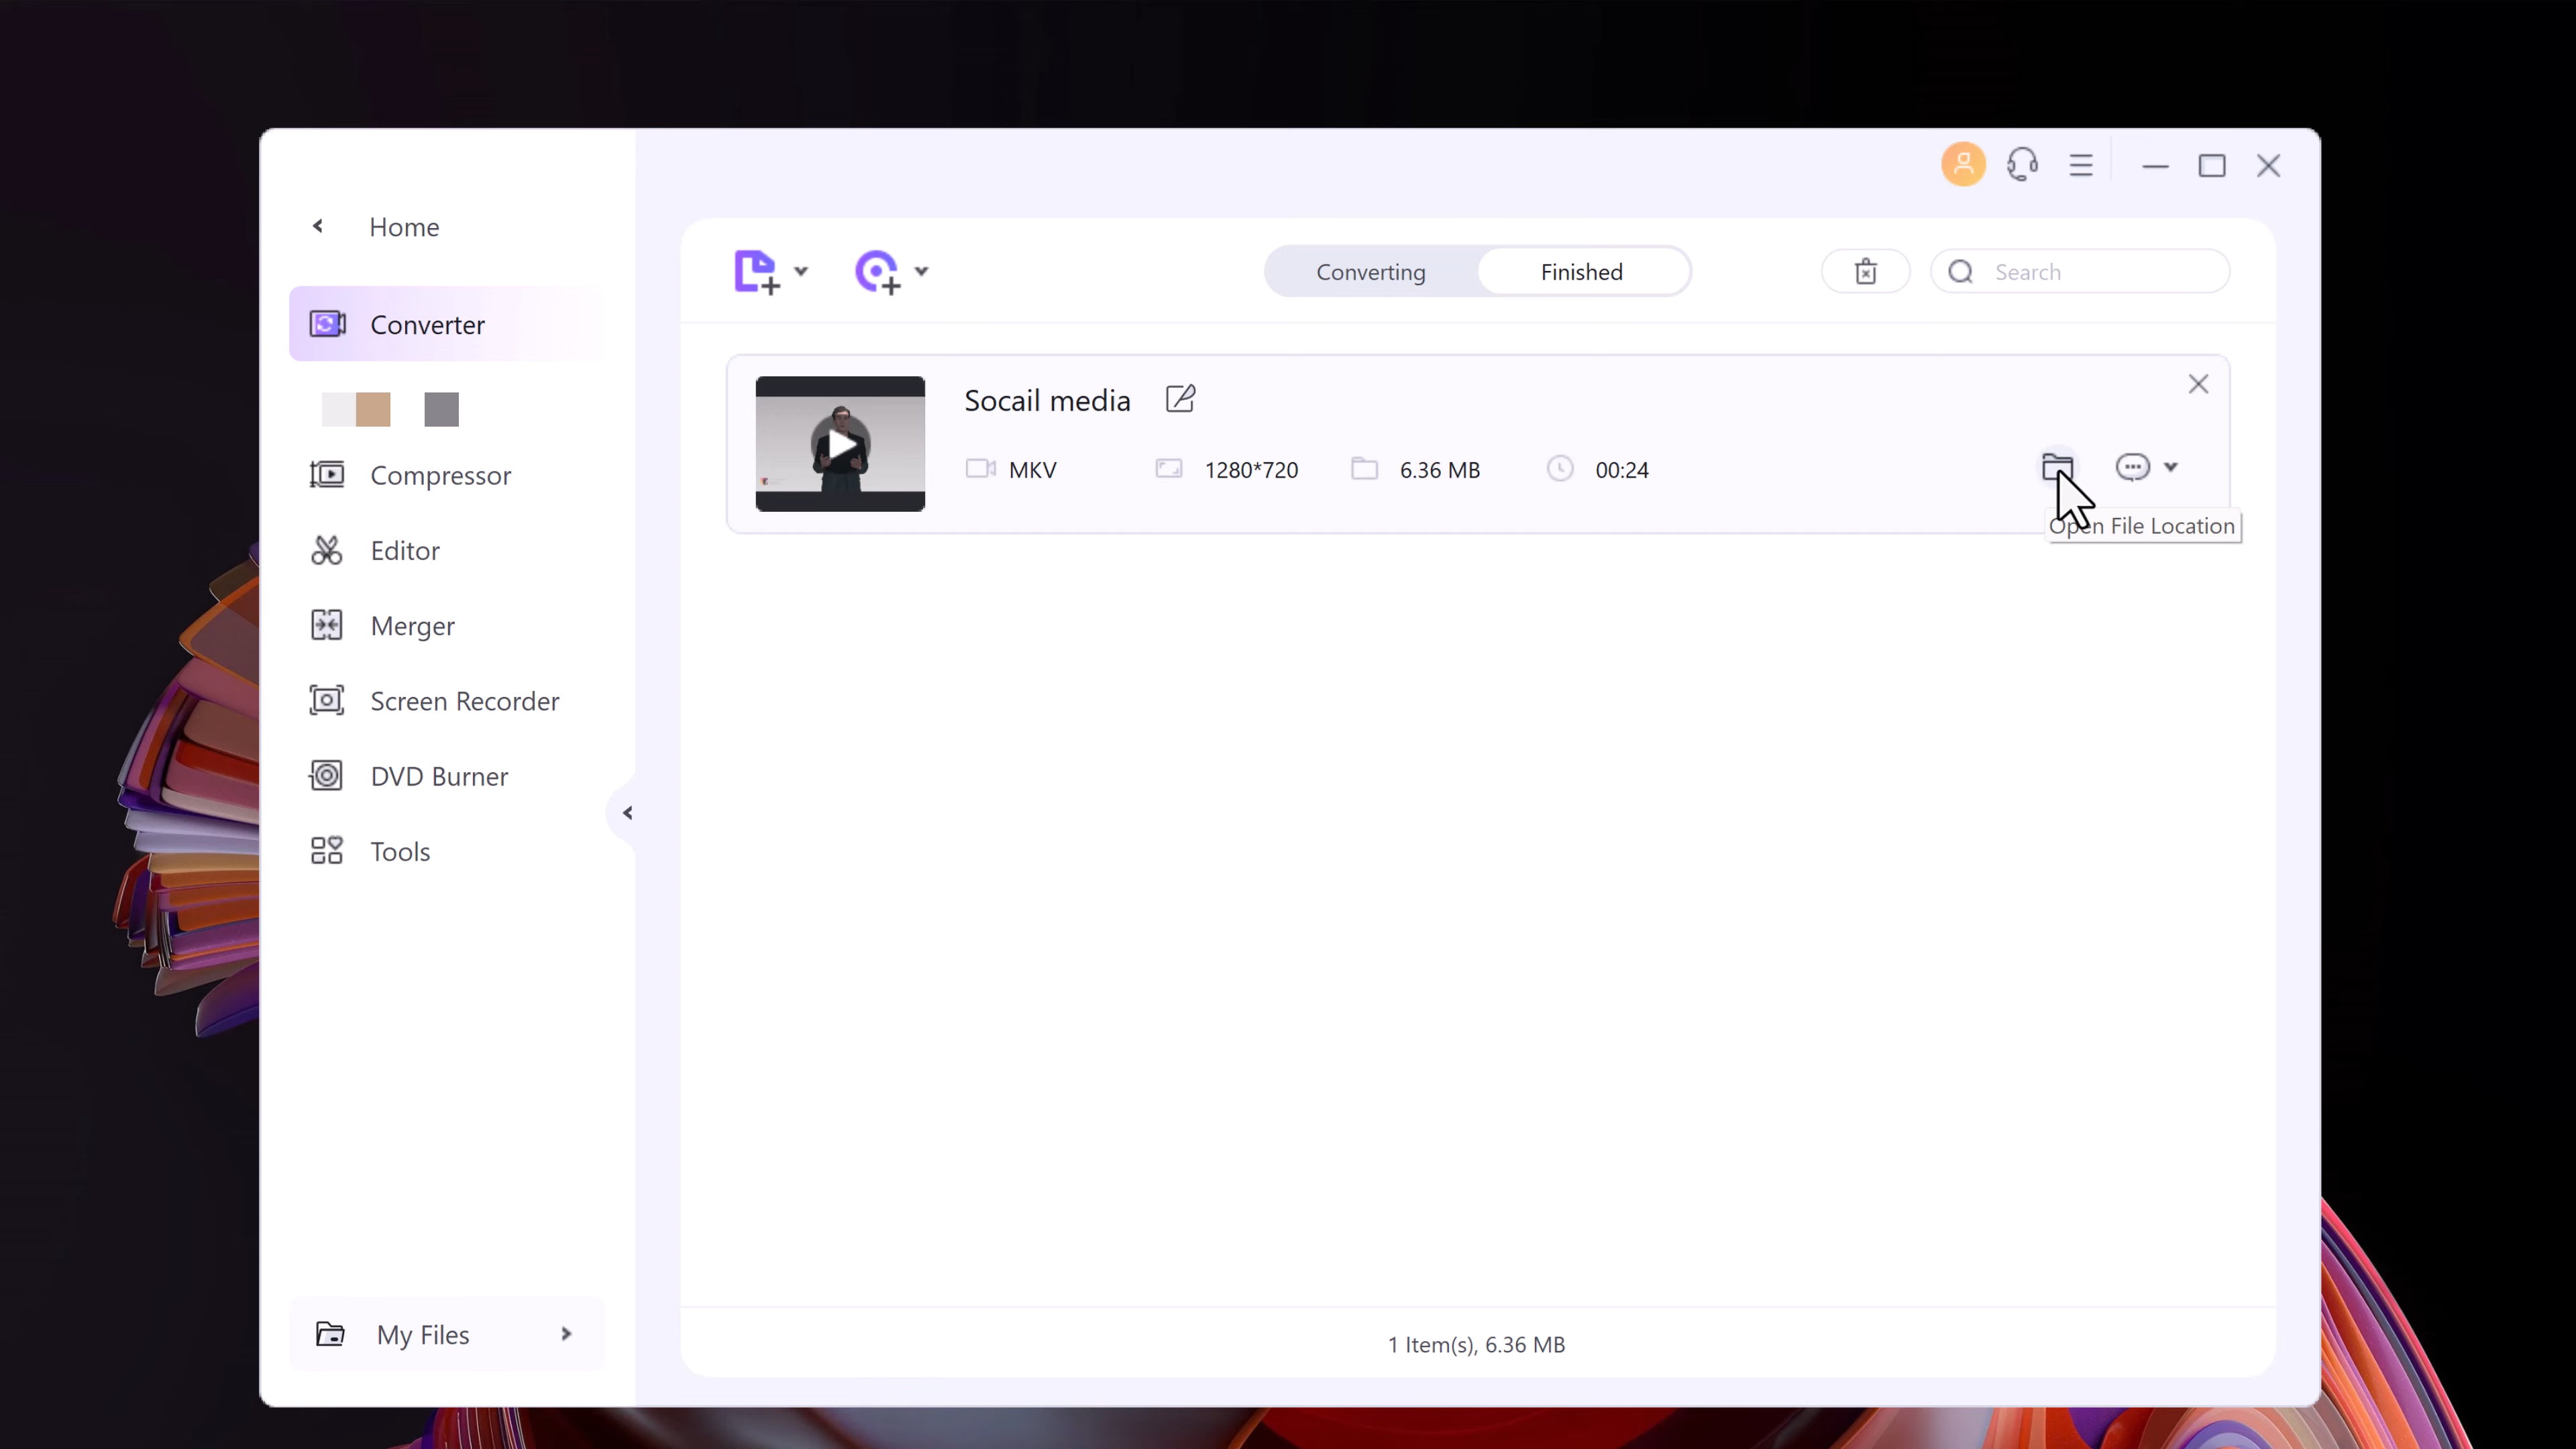 Home
Converter
Compressor
Editor
Merger
Screen Recorder
DVD Burner
Tools
My Files
Converting
Finished
Search
Socail media
MKV
1280*720
6.36 MB
00:24
Open File Location
1 Item(s), 6.36 MB